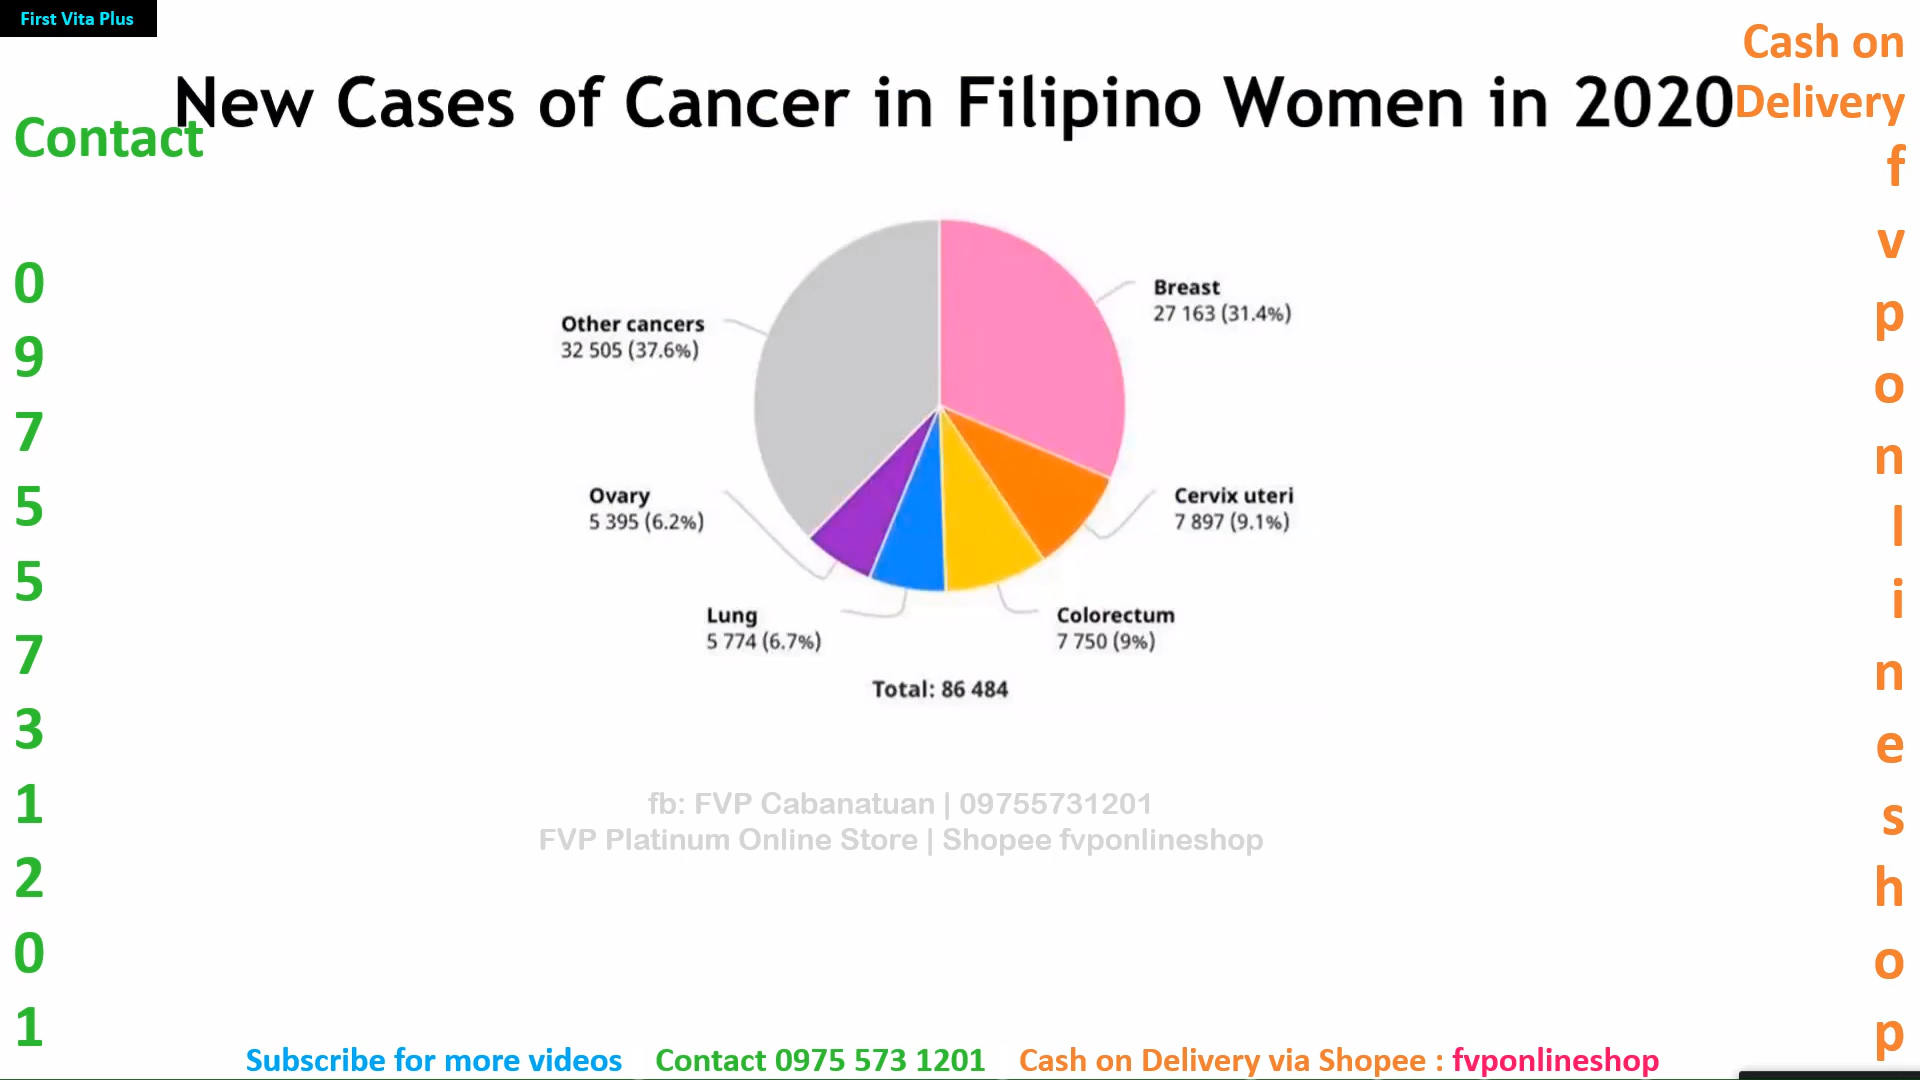 First Vita Plus
Cash on
Delivery
New Cases of Cancer in Filipino Women in 2020
Contact
0
9
7
5
5
7
3
1
2
0
1
f
v
p
o
n
l
i
n
e
s
h
o
p
Breast
27 163 (31.4%)
Other cancers
32 505 (37.6%)
Ovary
5 395 (6.2%)
Cervix uteri
7 897 (9.1%)
Lung
5 774 (6.7%)
Colorectum
7 750 (9%)
Total: 86 484
fb: FVP Cabanatuan | 09755731201
FVP Platinum Online Store | Shopee fvponlineshop
Subscribe for more videos Contact 0975 573 1201 Cash on Delivery via Shopee : fvponlineshop